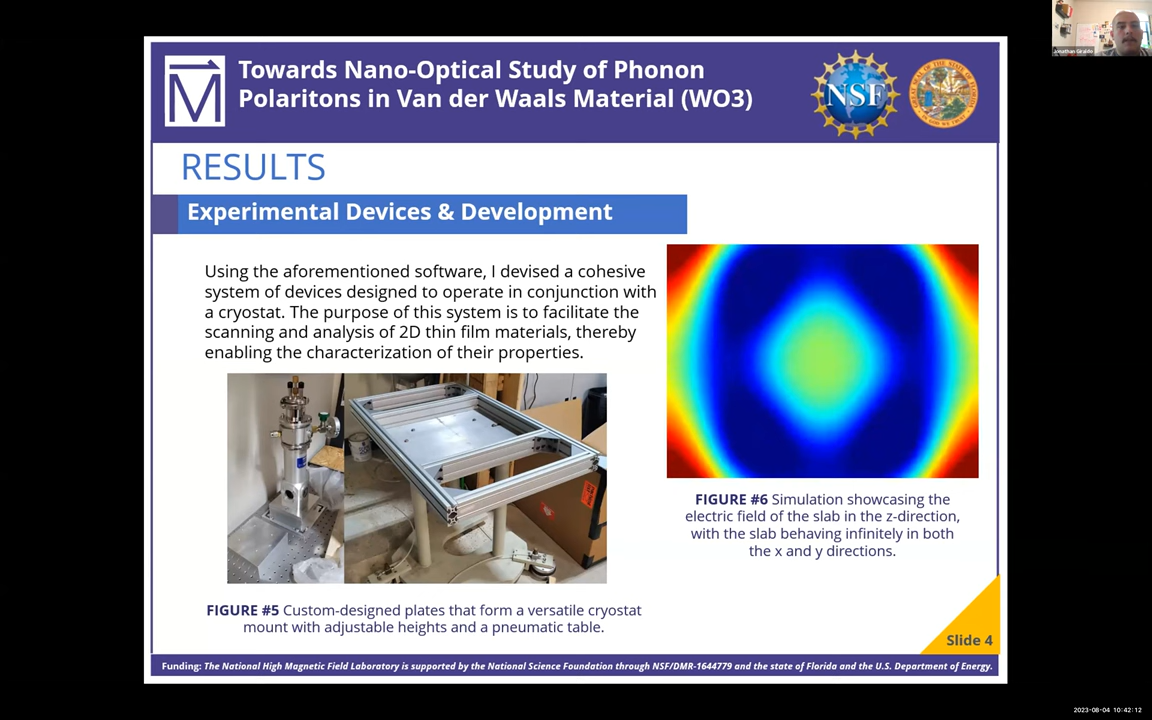 Towards Nano-Optical Study of Phonon
Polaritons in Van der Waals Material (WO3)
NSF
Jonathan Giraldo
RESULTS
Experimental Devices & Development
Using the aforementioned software, I devised a cohesive
system of devices designed to operate in conjunction with
a cryostat. The purpose of this system is to facilitate the
scanning and analysis of 2D thin film materials, thereby
enabling the characterization of their properties.
FIGURE #5 Custom-designed plates that form a versatile cryostat
mount with adjustable heights and a pneumatic table.
FIGURE #6 Simulation showcasing the
electric field of the slab in the z-direction,
with the slab behaving infinitely in both
the x and y directions.
Slide 4
Funding: The National High Magnetic Field Laboratory is supported by the National Science Foundation through NSF/DMR-1644779 and the state of Florida and the U.S. Department of Energy.
2023-08-04 10:42:12